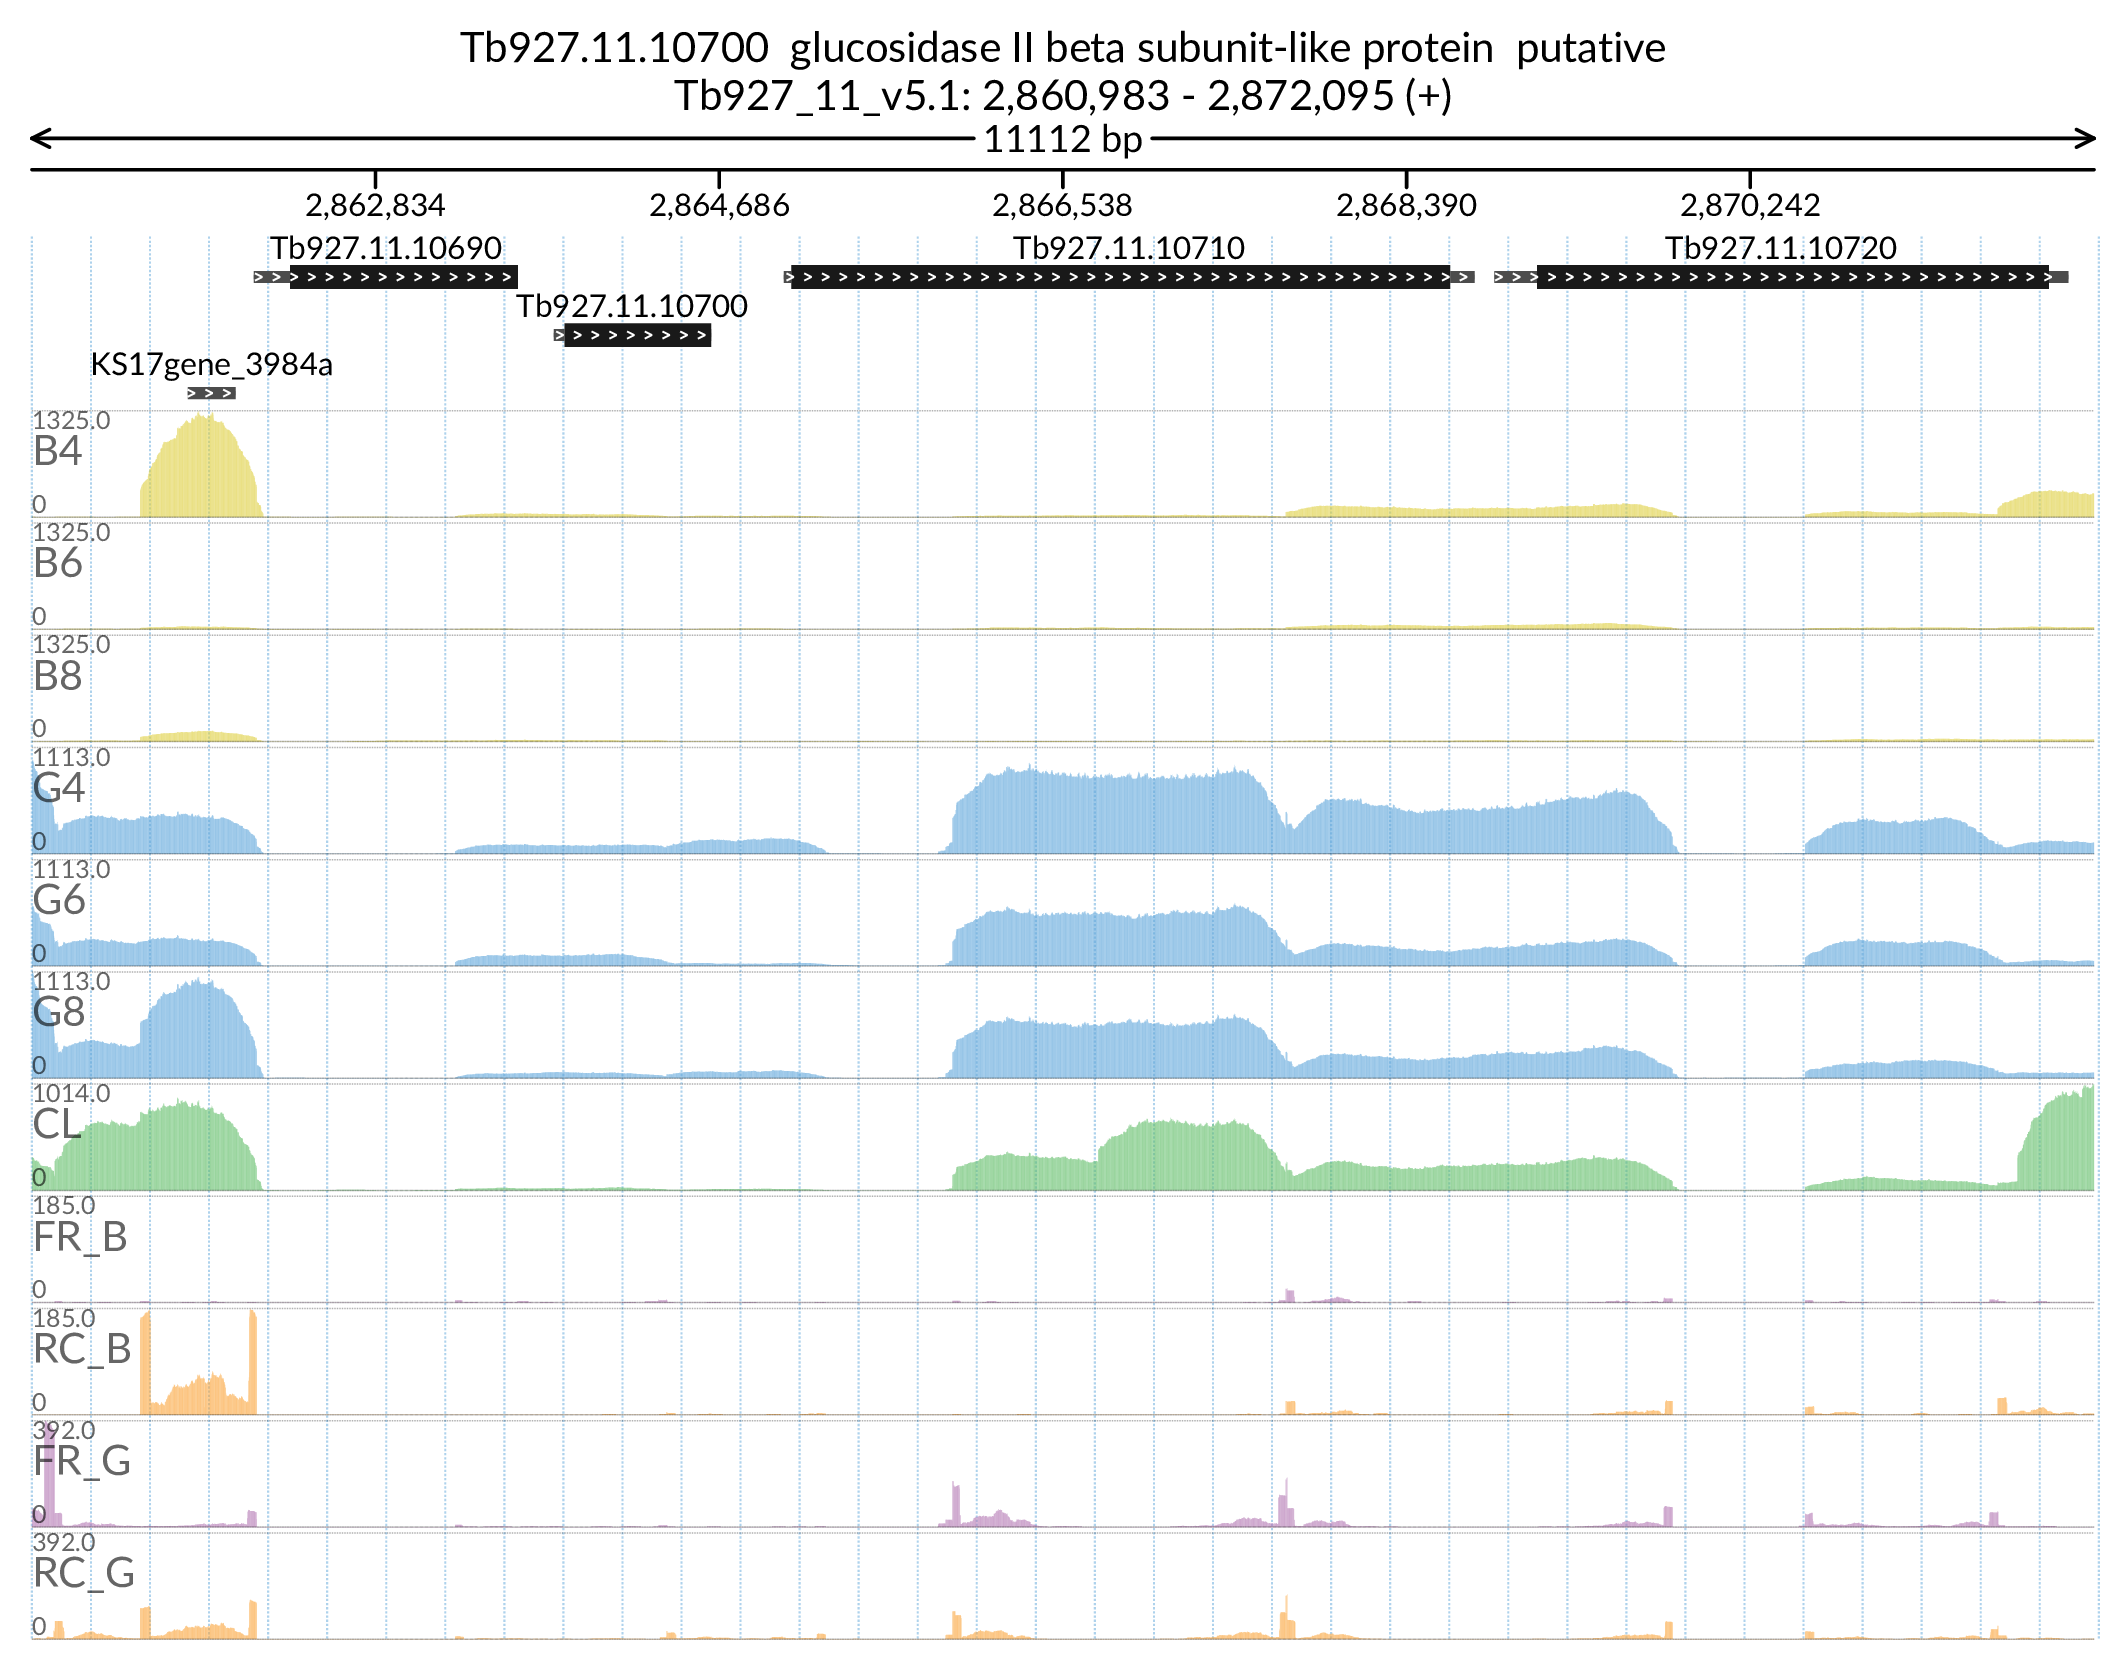 Tb927.11.10700  glucosidase II beta subunit-like protein  putative
Tb927_11_v5.1: 2,860,983 - 2,872,095 (+)
11112 bp
2,862,834 2,864,686 2,866,538 2,868,390 2,870,242
Tb927.11.10690 Tb927.11.10710 Tb927.11.10720
Tb927.11.10700
KS17gene_3984a
1325.0
B4
0
1325.0
B6
0
1325.0
B8
0
1113.0
G4
0
1113.0
G6
0
1113.0
G8
0
1014.0
CL
0
185.0
FR_B
0
185.0
RC_B
0
392.0
FR_G
0
392.0
RC_G
0